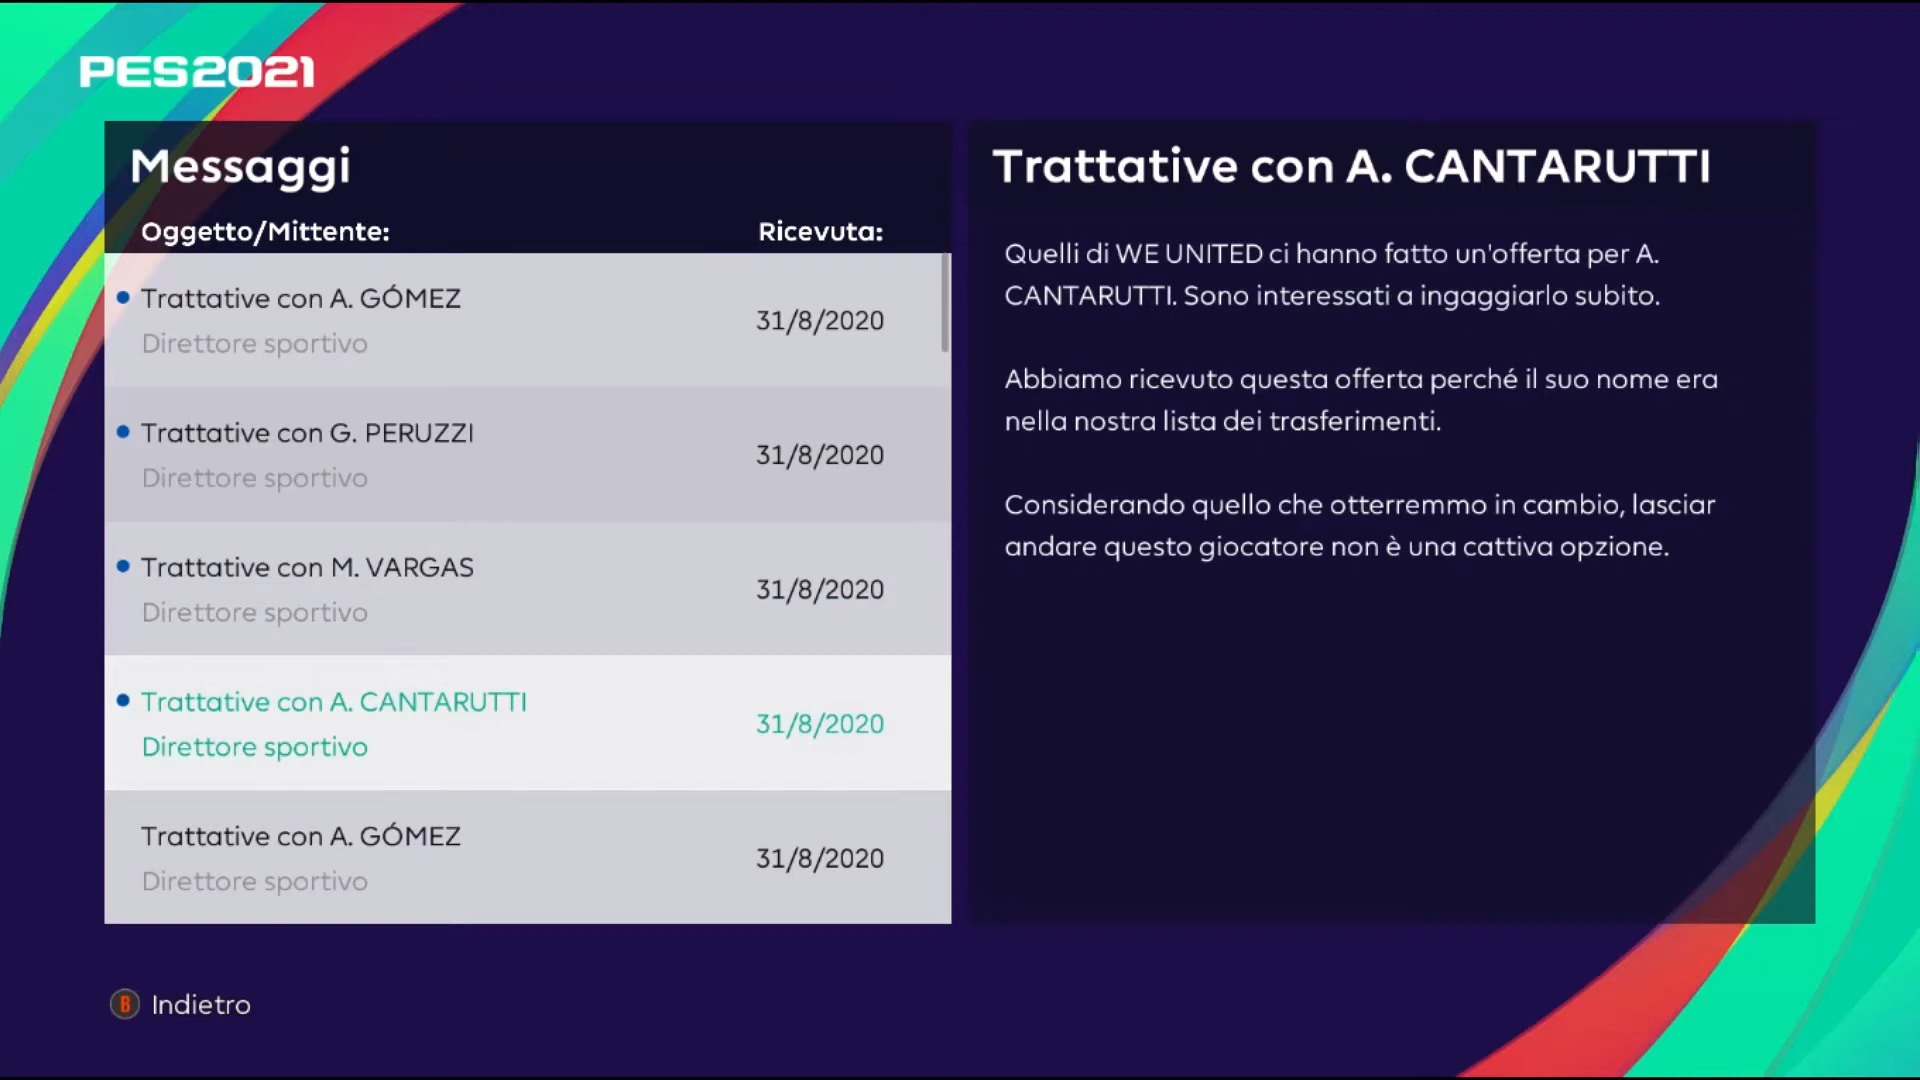 PES2021
Messaggi
Oggetto/Mittente: Ricevuta:
Trattative con A. GÓMEZ
31/8/2020
Direttore sportivo
Trattative con G. PERUZZI
31/8/2020
Direttore sportivo
Trattative con M. VARGAS
31/8/2020
Direttore sportivo
Trattative con A. CANTARUTTI
31/8/2020
Direttore sportivo
Trattative con A. GÓMEZ
31/8/2020
Direttore sportivo
Trattative con A. CANTARUTTI
Quelli di WE UNITED ci hanno fatto un'offerta per A.
CANTARUTTI. Sono interessati a ingaggiarlo subito.
Abbiamo ricevuto questa offerta perché il suo nome era
nella nostra lista dei trasferimenti.
Considerando quello che otterremmo in cambio, lasciar
andare questo giocatore non è una cattiva opzione.
B Indietro